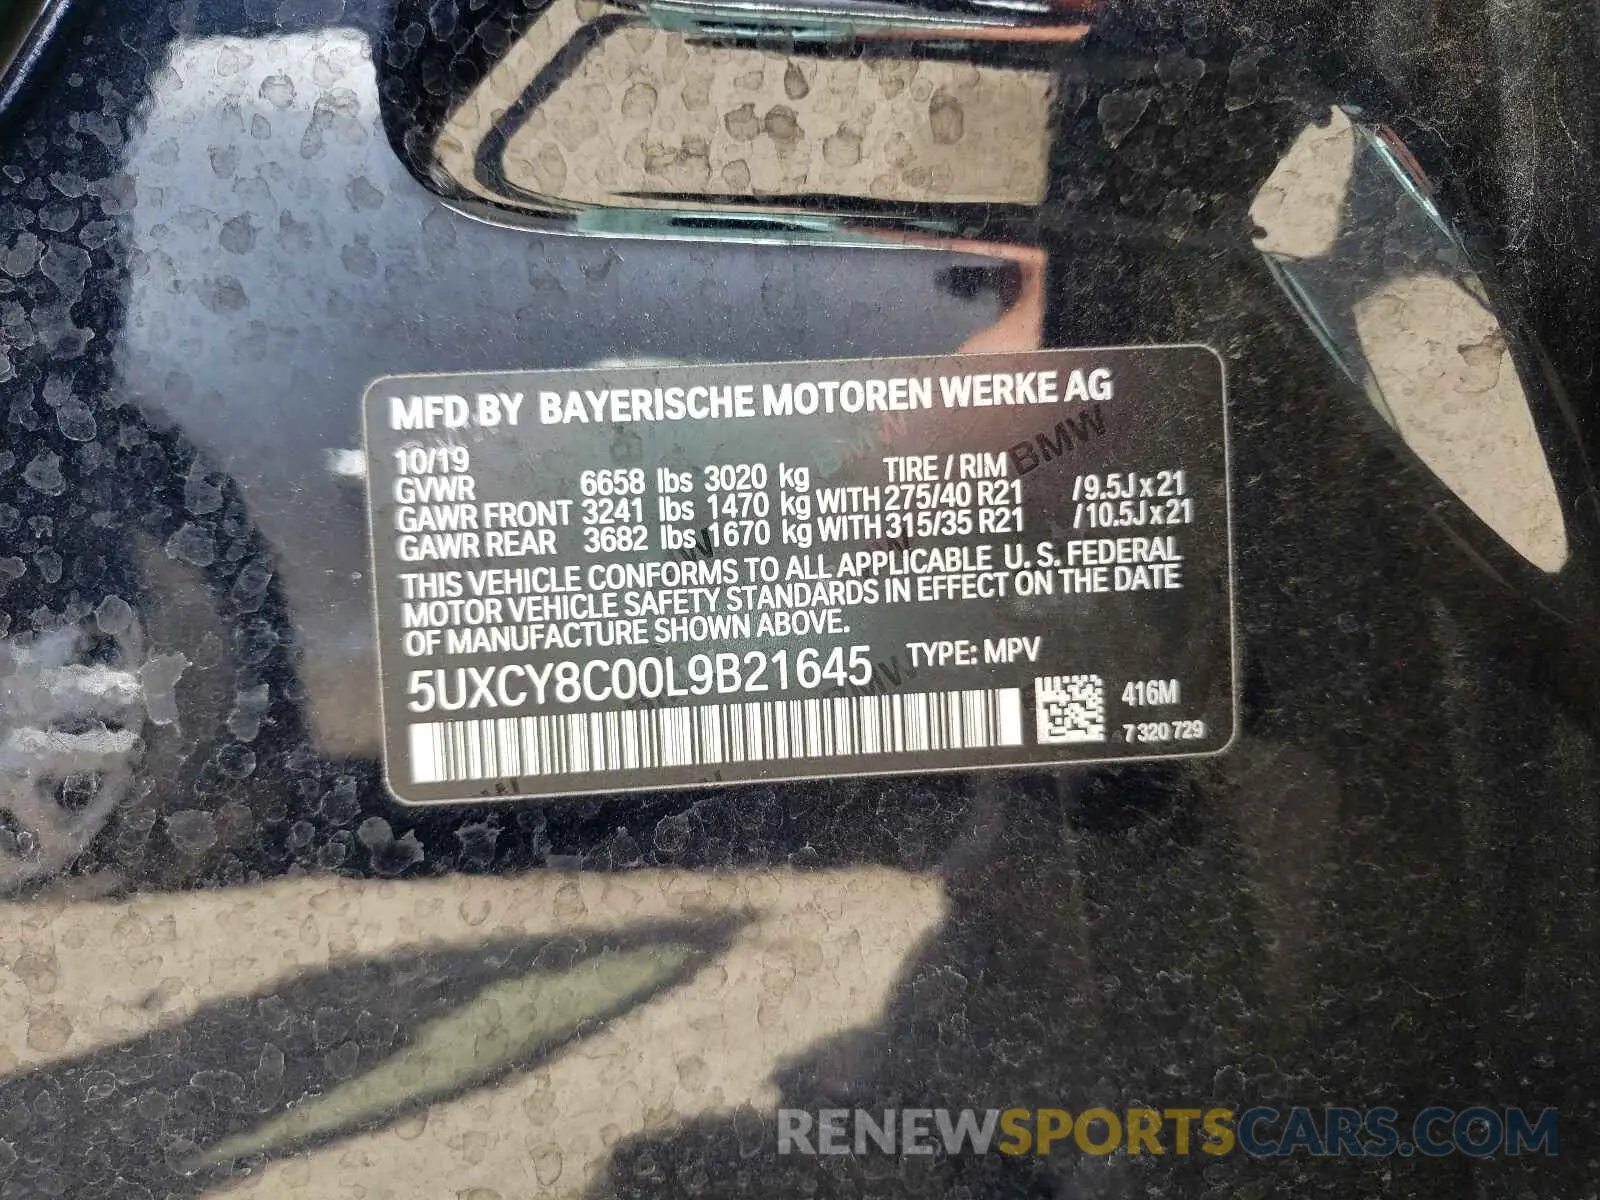 MFD BY BAYERISCHE MOTOREN WERKE AG
10/19 TIRE / RIM
GVWR 6658 lbs 3020 kg
GAWR FRONT 3241 lbs 1470 kg WITH 275/40 R21 /9.5J x 21
GAWR REAR 3682 lbs 1670 kg WITH 315/35 R21 /10.5J x 21
THIS VEHICLE CONFORMS TO ALL APPLICABLE U. S. FEDERAL
MOTOR VEHICLE SAFETY STANDARDS IN EFFECT ON THE DATE
OF MANUFACTURE SHOWN ABOVE.
5UXCY8C00L9B21645 TYPE: MPV
416M
7 320 729
BMW
RENEWSPORTSCARS.COM